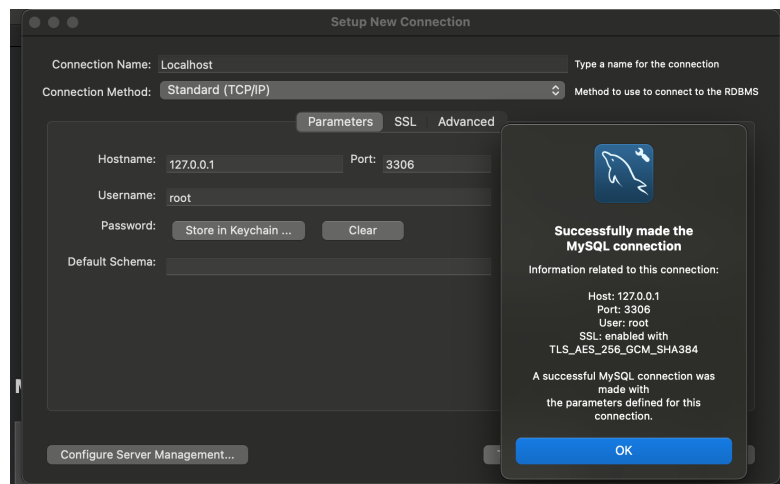 Setup New Connection
Connection Name: Localhost Type a name for the connection
Connection Method: Standard (TCP/IP) Method to use to connect to the RDBMS
Parameters SSL Advanced
Hostname: 127.0.0.1 Port: 3306
Username: root
Password: Store in Keychain ... Clear
Default Schema:
Configure Server Management...
Successfully made the
MySQL connection
Information related to this connection:
Host: 127.0.0.1
Port: 3306
User: root
SSL: enabled with
TLS_AES_256_GCM_SHA384
A successful MySQL connection was
made with
the parameters defined for this
connection.
OK